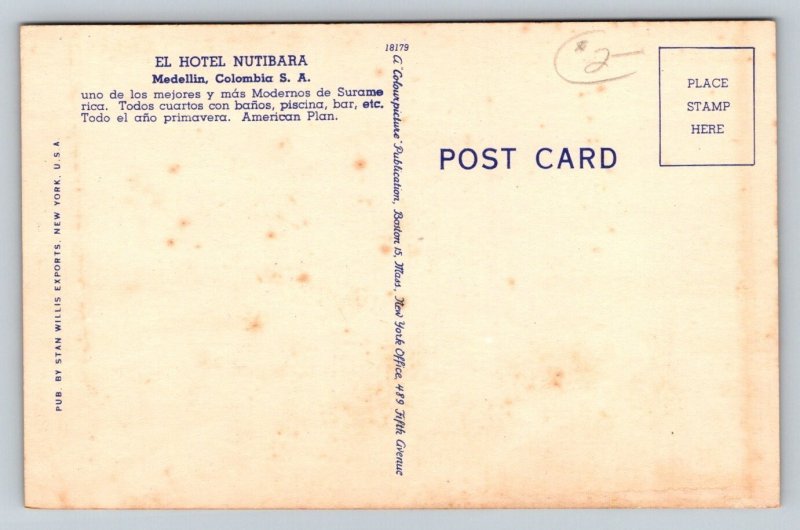 EL HOTEL NUTIBARA
Medellin, Colombia S. A.
uno de los mejores y más Modernos de Surame
rica. Todos cuartos con baños, piscina, bar, etc.
Todo el año primavera. American Plan.
PUB. BY STAN WILLIS EXPORTS, NEW YORK, U.S.A
18179
A "Colourpicture" Publication, Boston 15, Mass., New York Office, 489 Fifth Avenue
$2-
POST CARD
PLACE
STAMP
HERE